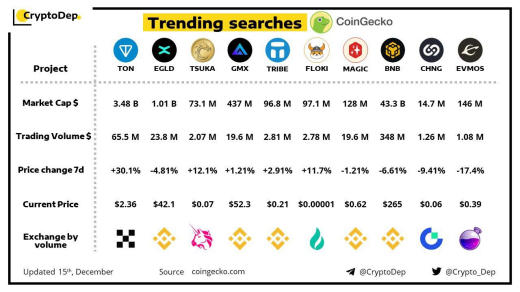 CryptoDep
Trending searches CoinGecko
Project TON EGLD TSUKA GMX TRIBE FLOKI MAGIC BNB CHNG EVMOS
Market Cap $ 3.48 B 1.01 B 73.1 M 437 M 96.8 M 97.1 M 128 M 43.3 B 14.7 M 146 M
Trading Volume $ 65.5 M 23.8 M 2.07 M 19.6 M 2.81 M 2.78 M 19.6 M 348 M 1.26 M 1.08 M
Price change 7d +30.1% -4.81% +12.1% +1.21% +2.91% +11.7% -1.21% -6.61% -9.41% -17.4%
Current Price $2.36 $42.1 $0.07 $52.3 $0.21 $0.00001 $0.62 $265 $0.06 $0.39
Exchange by
volume
Updated 15th, December Source coingecko.com @CryptoDep @Crypto_Dep